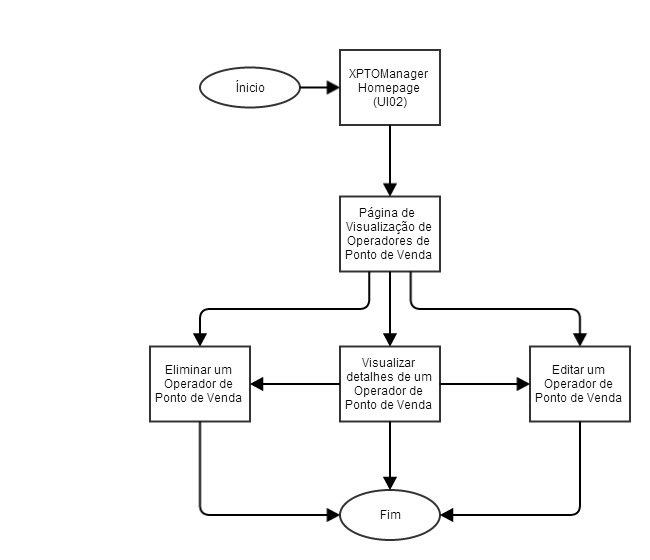 Ínicio
XPTOManager
Homepage
(UI02)
Página de
Visualização de
Operadores de
Ponto de Venda
Eliminar um
Operador de
Ponto de Venda
Visualizar
detalhes de um
Operador de
Ponto de Venda
Editar um
Operador de
Ponto de Venda
Fim